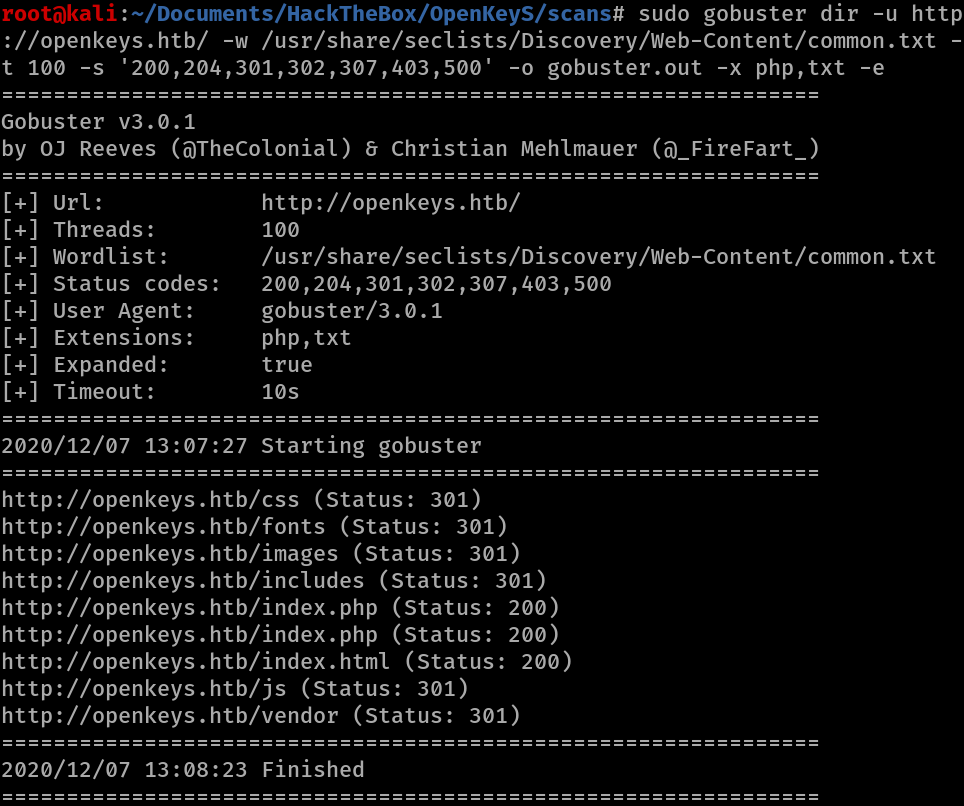 root@kali:~/Documents/HackTheBox/OpenKeyS/scans# sudo gobuster dir -u http
://openkeys.htb/ -w /usr/share/seclists/Discovery/Web-Content/common.txt -
t 100 -s '200,204,301,302,307,403,500' -o gobuster.out -x php,txt -e
===============================================================
Gobuster v3.0.1
by OJ Reeves (@TheColonial) & Christian Mehlmauer (@_FireFart_)
===============================================================
[+] Url:            http://openkeys.htb/
[+] Threads:        100
[+] Wordlist:       /usr/share/seclists/Discovery/Web-Content/common.txt
[+] Status codes:   200,204,301,302,307,403,500
[+] User Agent:     gobuster/3.0.1
[+] Extensions:     php,txt
[+] Expanded:       true
[+] Timeout:        10s
===============================================================
2020/12/07 13:07:27 Starting gobuster
===============================================================
http://openkeys.htb/css (Status: 301)
http://openkeys.htb/fonts (Status: 301)
http://openkeys.htb/images (Status: 301)
http://openkeys.htb/includes (Status: 301)
http://openkeys.htb/index.php (Status: 200)
http://openkeys.htb/index.php (Status: 200)
http://openkeys.htb/index.html (Status: 200)
http://openkeys.htb/js (Status: 301)
http://openkeys.htb/vendor (Status: 301)
===============================================================
2020/12/07 13:08:23 Finished
===============================================================